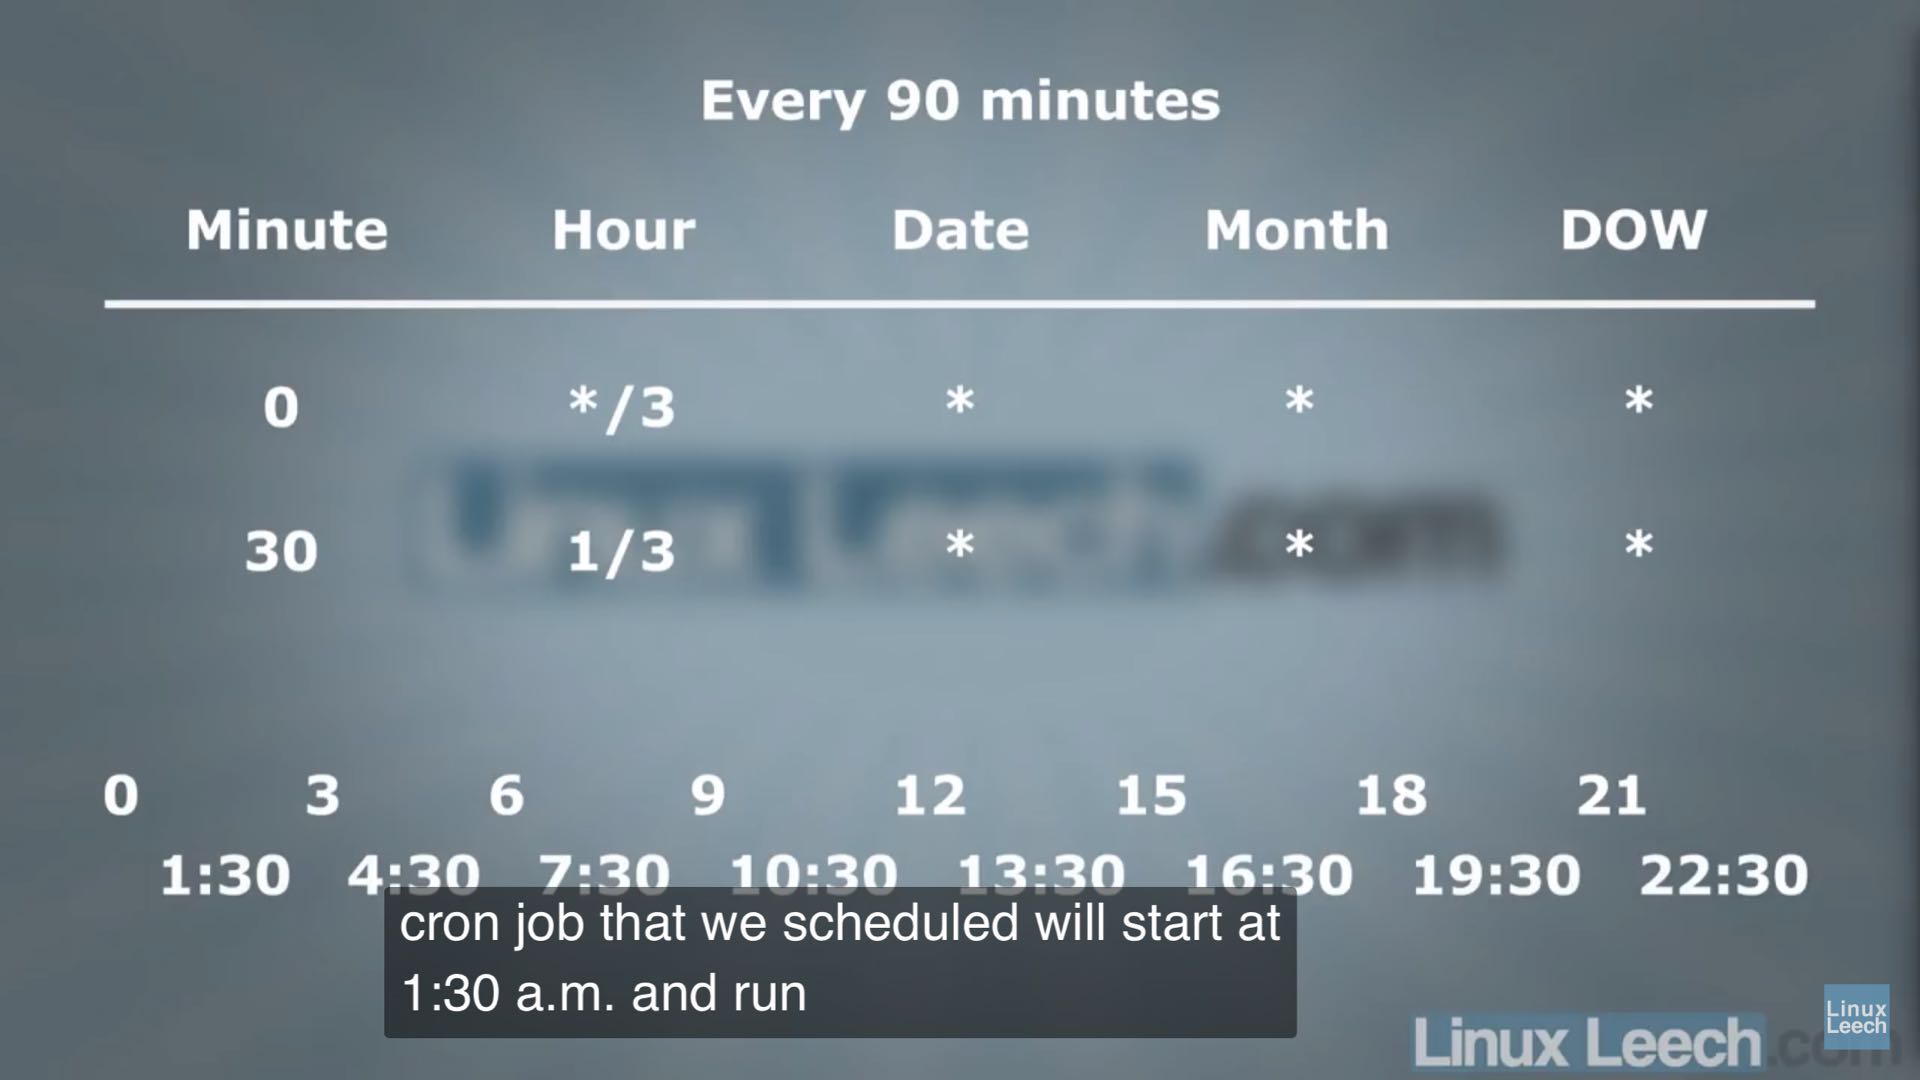 Every 90 minutes
Minute Hour Date Month DOW
0 */3 * * *
30 1/3 * * *
0 3 6 9 12 15 18 21
1:30 4:30 7:30 10:30 13:30 16:30 19:30 22:30
cron job that we scheduled will start at
1:30 a.m. and run
Linux
Leech
Linux Leech.com